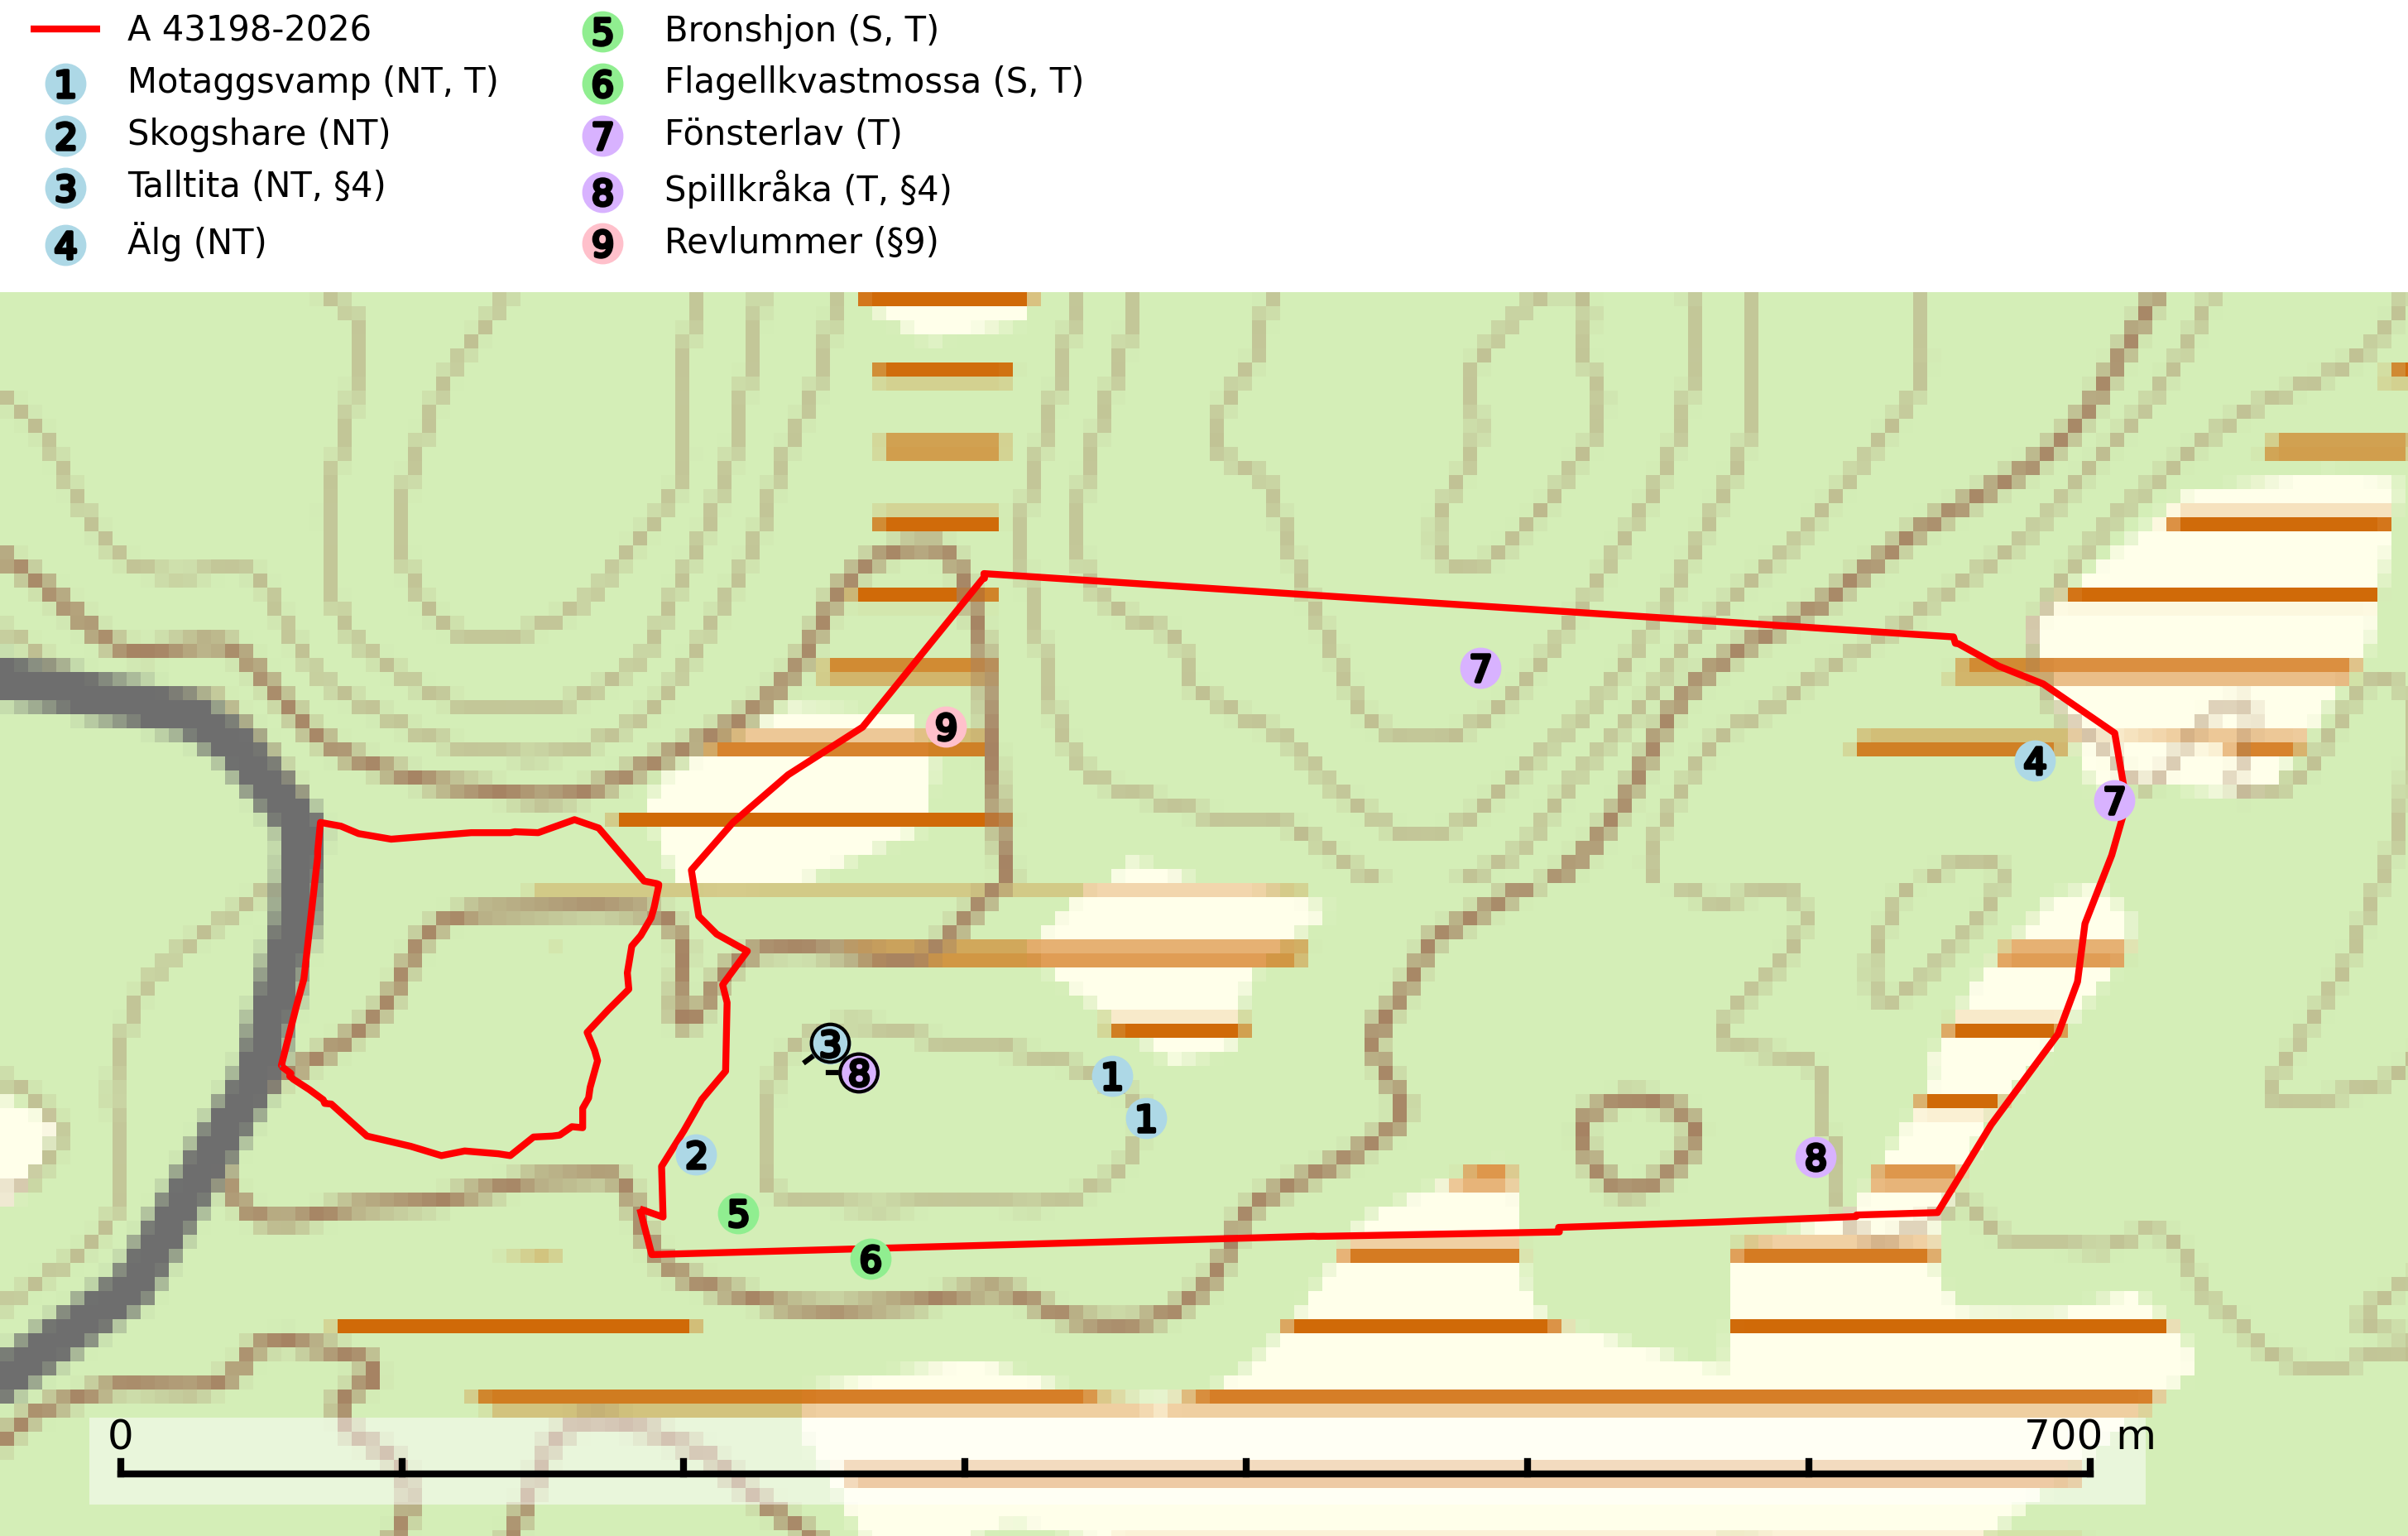 A 43198-2026
1 Motaggsvamp (NT, T)
2 Skogshare (NT)
3 Talltita (NT, §4)
4 Älg (NT)
5 Bronshjon (S, T)
6 Flagellkvastmossa (S, T)
7 Fönsterlav (T)
8 Spillkråka (T, §4)
9 Revlummer (§9)
7
9
4
7
3
8
1
1
2
8
5
6
0 700 m